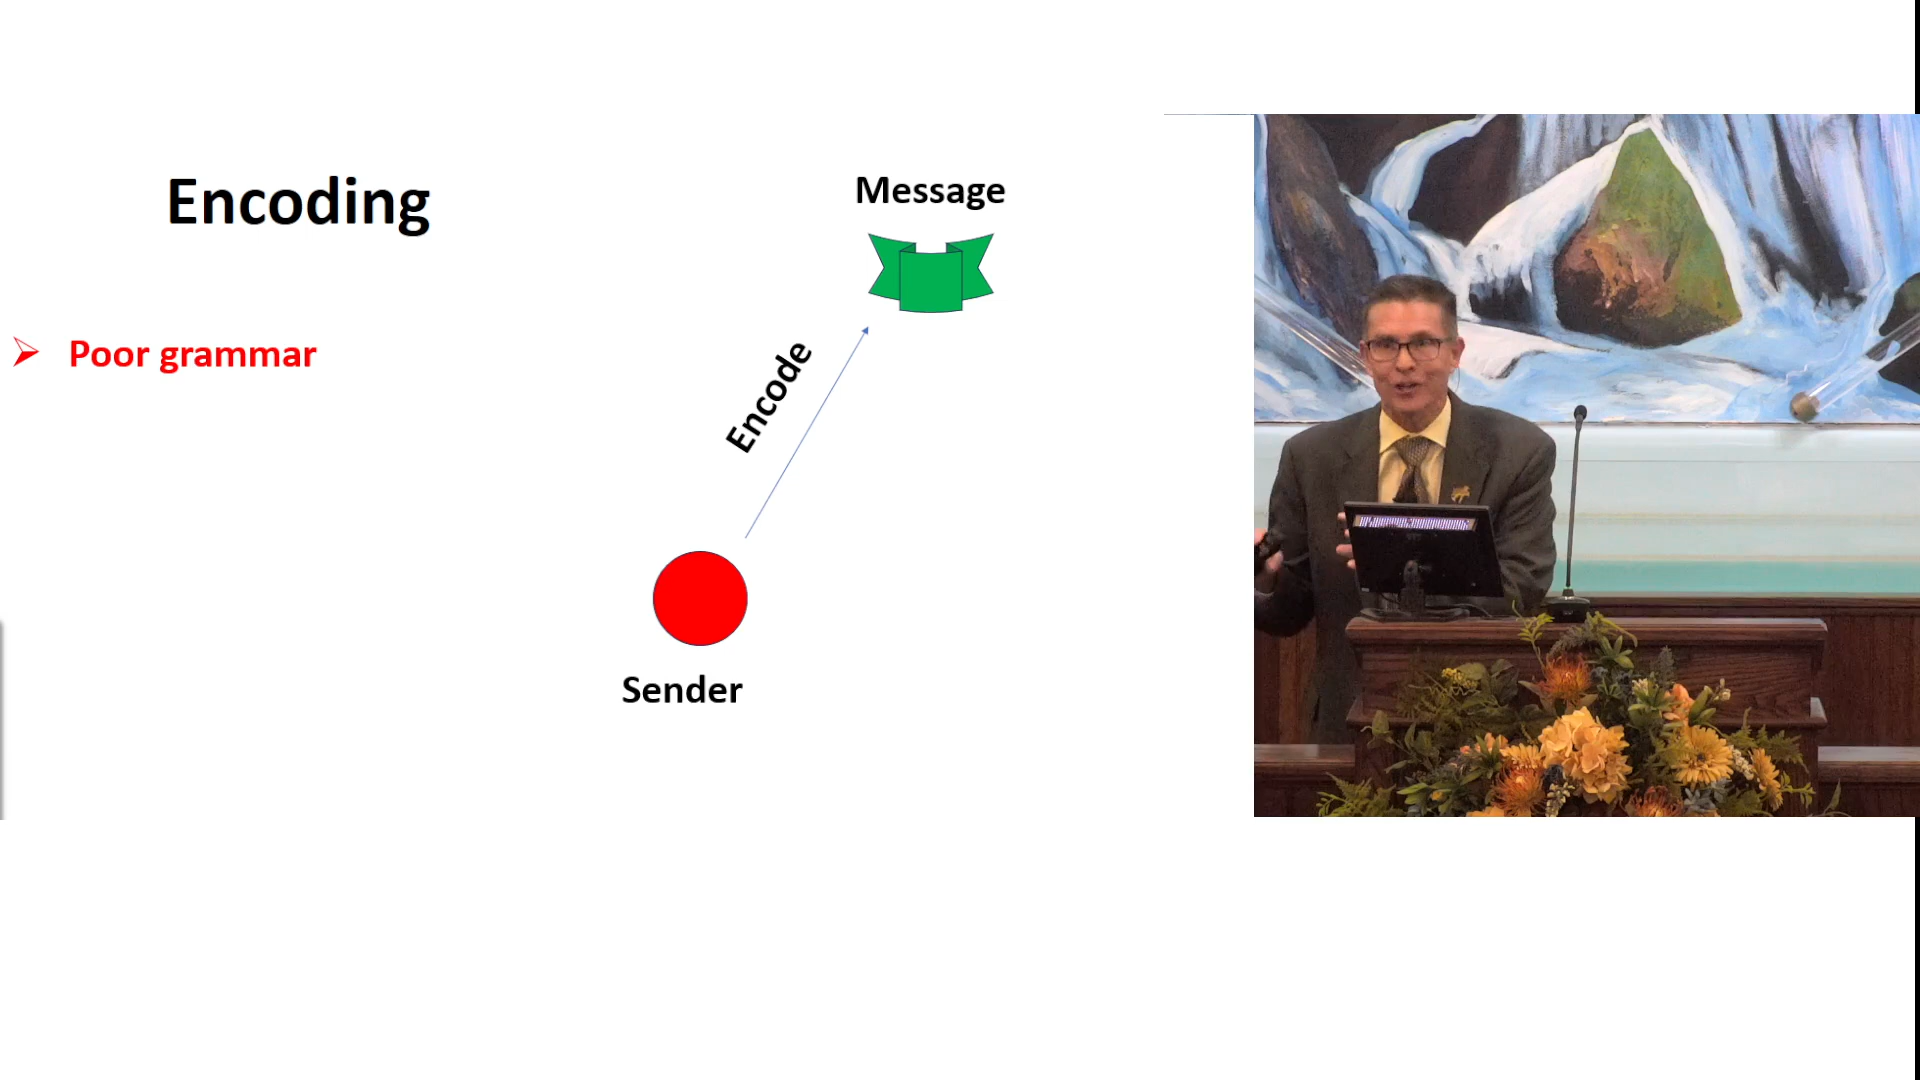 Encoding
Message
Poor grammar
Encode
Sender